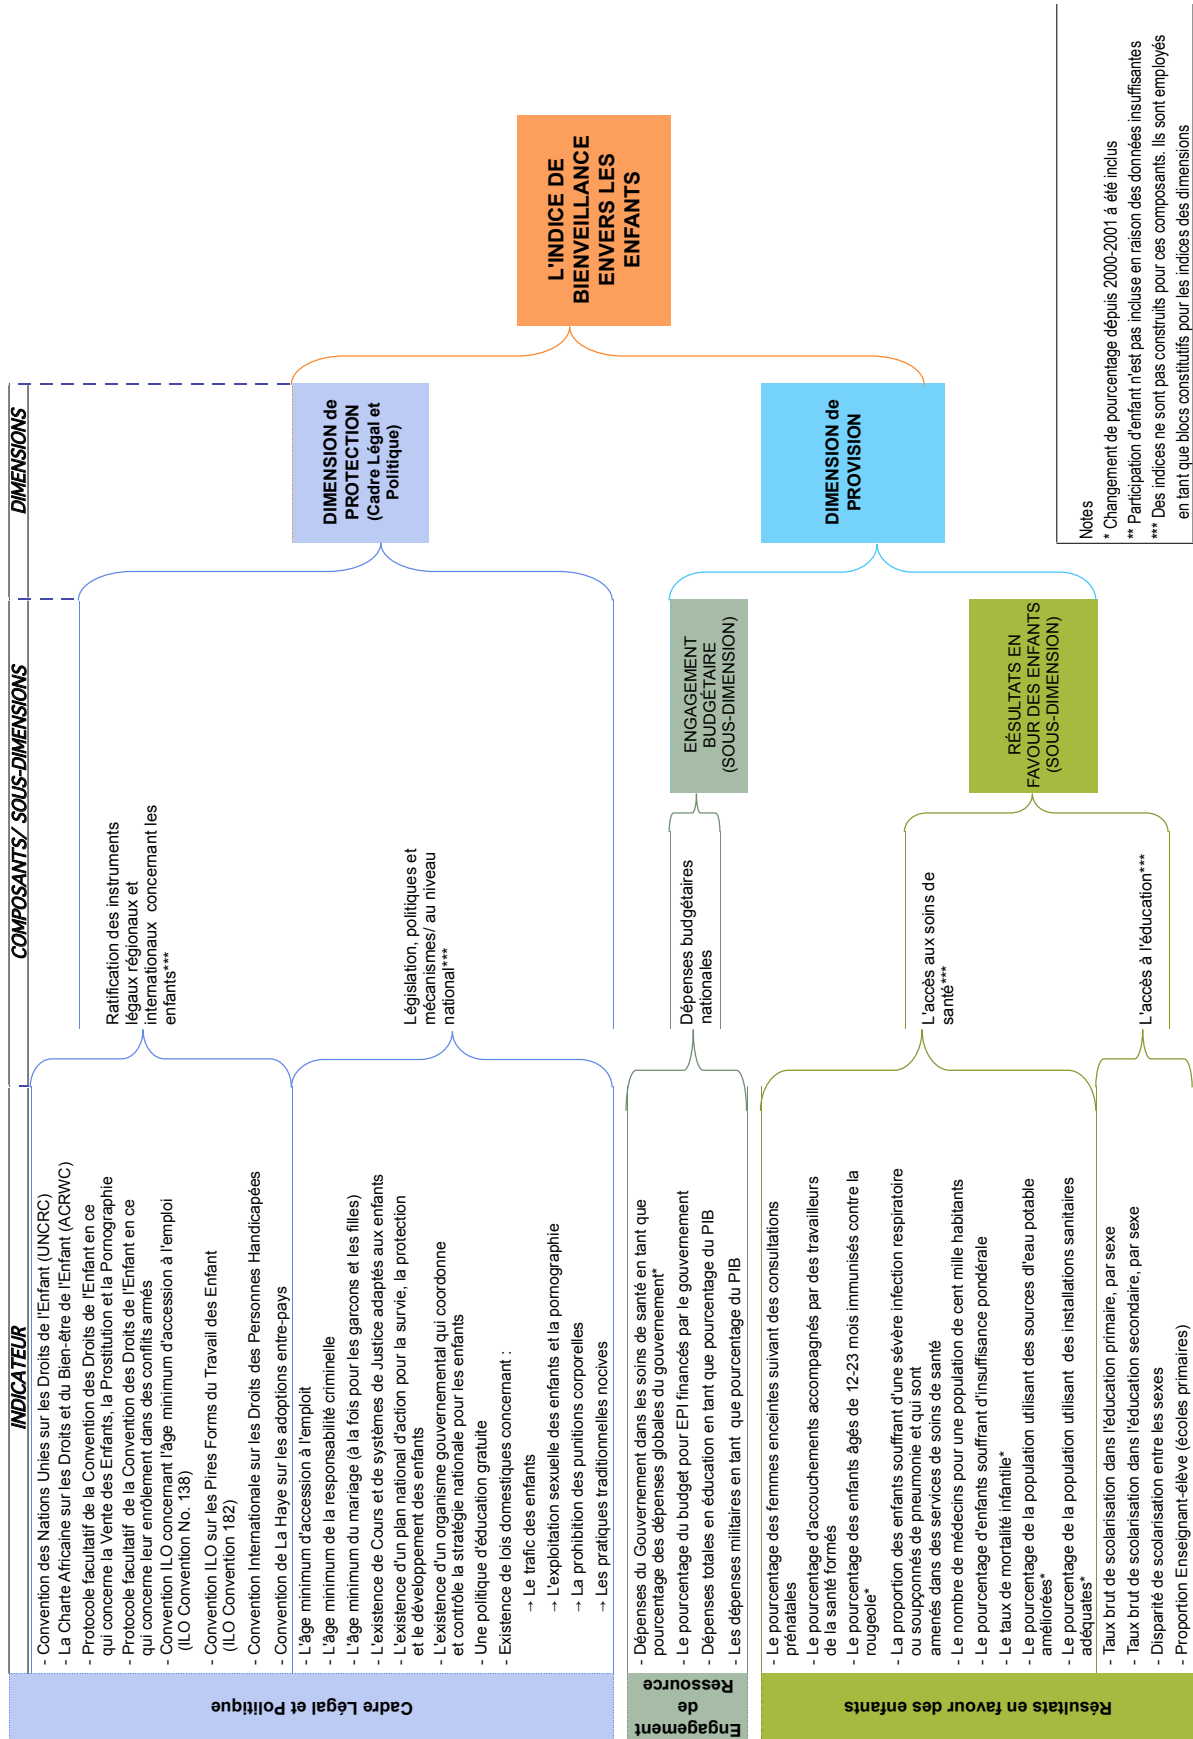 INDICATEUR
COMPOSANTS/ SOUS-DIMENSIONS
DIMENSIONS
Cadre Légal et Politique
- Convention des Nations Unies sur les Droits de l'Enfant (UNCRC)
- La Charte Africaine sur les Droits et du Bien-être de l'Enfant (ACRWC)
- Protocole facultatif de la Convention des Droits de l'Enfant en ce
qui concerne la Vente des Enfants, la Prostitution et la Pornographie
- Protocole facultatif de la Convention des Droits de l'Enfant en ce
qui concerne leur enrôlement dans des conflits armés
- Convention ILO concernant l'âge minimum d'accession à l'emploi
(ILO Convention No. 138)
- Convention ILO sur les Pires Forms du Travail des Enfant
(ILO Convention 182)
- Convention Internationale sur les Droits des Personnes Handicapées
- Convention de La Haye sur les adoptions entre-pays
- L'âge minimum d'accession à l'emploit
- L'âge minimum de la responsabilité criminelle
- L'âge minimum du mariage (à la fois pour les garcons et les filles)
- L'existence de Cours et de systèmes de Justice adaptés aux enfants
- L'existence d'un plan national d'action pour la survie, la protection
et le développement des enfants
- L'existence d'un organisme gouvernemental qui coordonne
et contrôle la stratégie nationale pour les enfants
- Une politique d'éducation gratuite
- Existence de lois domestiques concernant :
→ Le trafic des enfants
→ L'exploitation sexuelle des enfants et la pornographie
→ La prohibition des punitions corporelles
→ Les pratiques traditionnelles nocives
Ratification des instruments
légaux régionaux et
internationaux concernant les
enfants***
Législation, politiques et
mécanismes/ au niveau
national***
DIMENSION de
PROTECTION
(Cadre Légal et
Politique)
L'INDICE DE
BIENVEILLANCE
ENVERS LES
ENFANTS
Engagement
de
Ressource
- Dépenses du Gouvernement dans les soins de santé en tant que
pourcentage des dépenses globales du gouvernement*
- Le pourcentage du budget pour EPI financés par le gouvernement
- Dépenses totales en éducation en tant que pourcentage du PIB
- Les dépenses militaires en tant que pourcentage du PIB
Dépenses budgétaires
nationales
ENGAGEMENT
BUDGÉTAIRE
(SOUS-DIMENSION)
DIMENSION de
PROVISION
Résultats en favour des enfants
- Le pourcentage des femmes enceintes suivant des consultations
prénatales
- Le pourcentage d'accouchements accompagnés par des travailleurs
de la santé formés
- Le pourcentage des enfants âgés de 12-23 mois immunisés contre la
rougeole*
- La proportion des enfants souffrant d'une sévère infection respiratoire
ou soupçonnés de pneumonie et qui sont
amenés dans des services de soins de santé
- Le nombre de médecins pour une population de cent mille habitants
- Le pourcentage d'enfants souffrant d'insuffisance pondérale
- Le taux de mortalité infantile*
- Le pourcentage de la population utilisant des sources dl'eau potable
améliorées*
- Le pourcentage de la population utilisant des installations sanitaires
adéquates*
- Taux brut de scolarisation dans l'éducation primaire, par sexe
- Taux brut de scolarisation dans l'éducation secondaire, par sexe
- Disparité de scolarisation entre les sexes
- Proportion Enseignant-élève (écoles primaires)
L'accès aux soins de
santé***
L'accès à l'éducation***
RÉSULTATS EN
FAVOUR DES ENFANTS
(SOUS-DIMENSION)
Notes
* Changement de pourcentage dépuis 2000-2001 á été inclus
** Participation d'enfant n'est pas incluse en raison des données insuffisantes
*** Des indices ne sont pas construits pour ces composants. Ils sont employés
en tant que blocs constitutifs pour les indices des dimensions